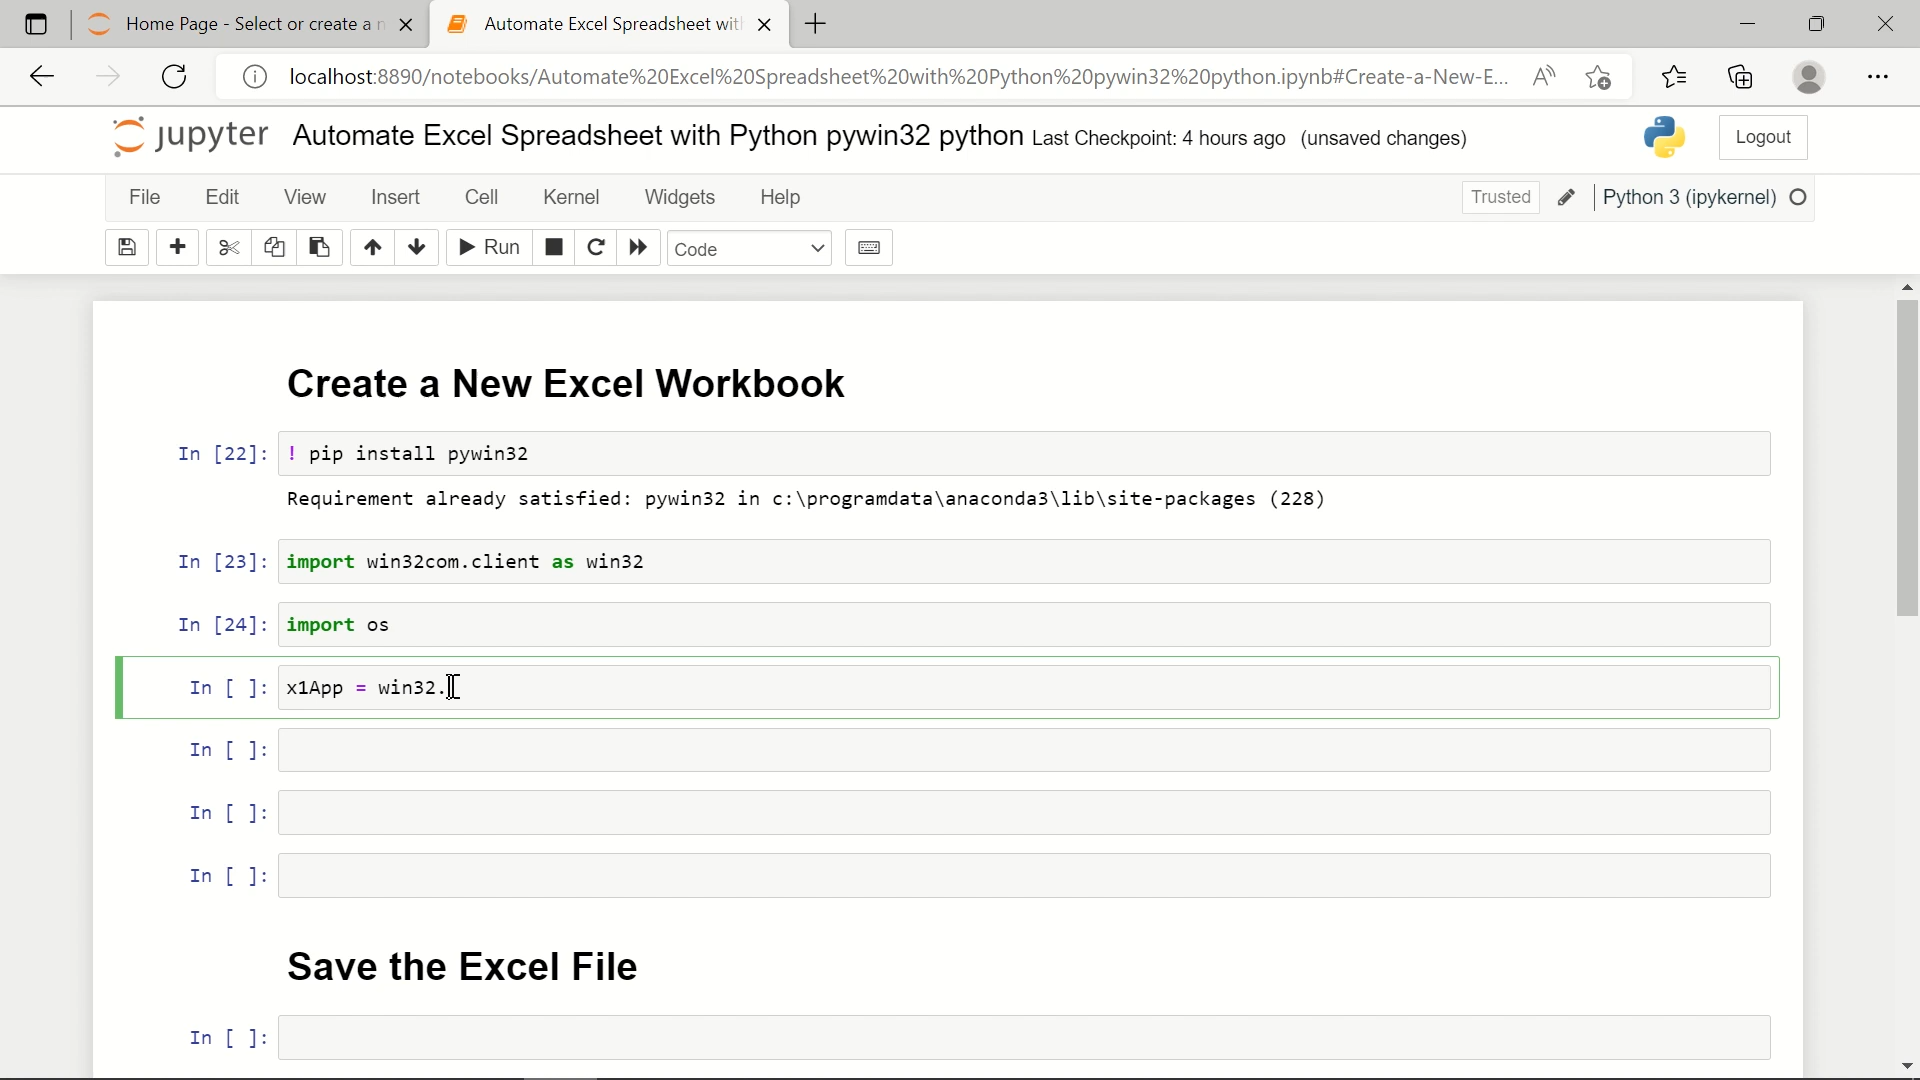 Home Page - Select or create a n
Automate Excel Spreadsheet wit
localhost:8890/notebooks/Automate%20Excel%20Spreadsheet%20with%20Python%20pywin32%20python.ipynb#Create-a-New-E...
jupyter Automate Excel Spreadsheet with Python pywin32 python Last Checkpoint: 4 hours ago (unsaved changes) Logout
File Edit View Insert Cell Kernel Widgets Help Trusted Python 3 (ipykernel)
Run Code
Create a New Excel Workbook
In [22]: ! pip install pywin32
Requirement already satisfied: pywin32 in c:\programdata\anaconda3\lib\site-packages (228)
In [23]: import win32com.client as win32
In [24]: import os
In [ ]: x1App = win32.
In [ ]:
In [ ]:
In [ ]:
Save the Excel File
In [ ]: